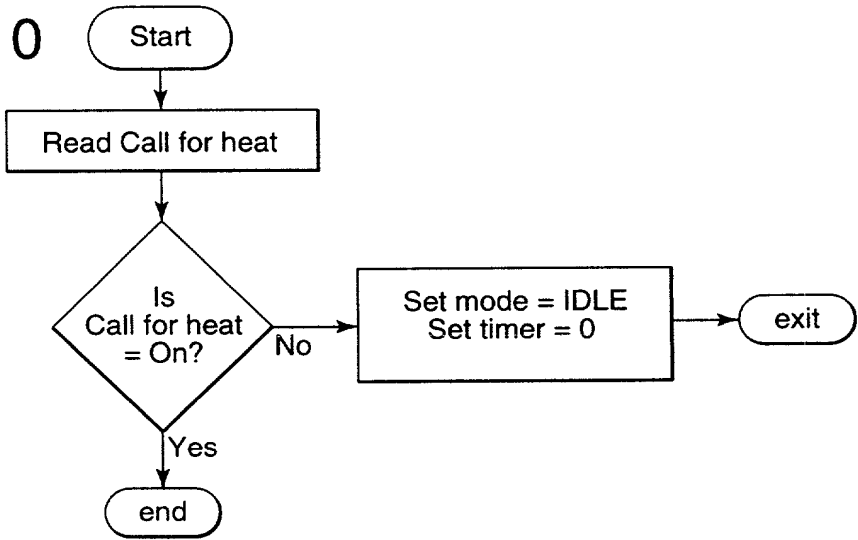 0
Start
Read Call for heat
Is
Call for heat
= On?
No
Set mode = IDLE
Set timer = 0
exit
Yes
end